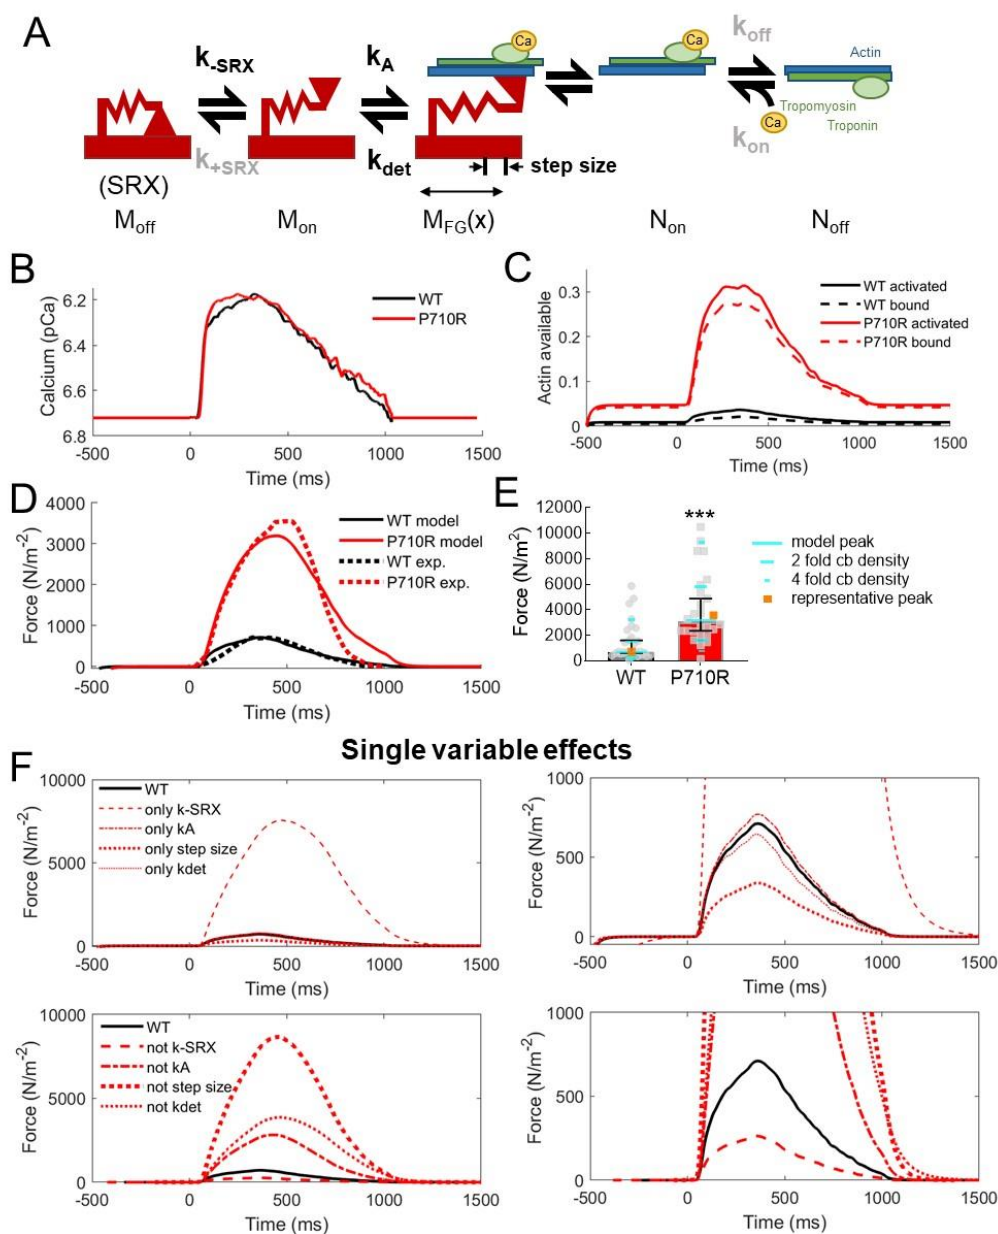 A
k-SRX
k+SRX
kA
kdet
Ca
Ca
koff
kon
Ca
Actin
Tropomyosin
Troponin
step size
(SRX)
Moff
Mon
MFG(x)
Non
Noff
B
Calcium (pCa)
6.2
6.4
6.6
6.8
WT
P710R
-500 0 500 1000 1500
Time (ms)
C
Actin available
0.3
0.2
0.1
0
WT activated
WT bound
P710R activated
P710R bound
-500 0 500 1000 1500
Time (ms)
D
Force (N/m-2)
4000
3000
2000
1000
0
WT model
P710R model
WT exp.
P710R exp.
-500 0 500 1000 1500
Time (ms)
E
Force (N/m2)
12000
10000
8000
6000
4000
2000
0
***
WT P710R
model peak
2 fold cb density
4 fold cb density
representative peak
Single variable effects
F
Force (N/m-2)
10000
5000
0
WT
only k-SRX
only kA
only step size
only kdet
-500 0 500 1000 1500
Time (ms)
Force (N/m-2)
1000
500
0
-500 0 500 1000 1500
Time (ms)
Force (N/m-2)
10000
5000
0
WT
not k-SRX
not kA
not step size
not kdet
-500 0 500 1000 1500
Time (ms)
Force (N/m-2)
1000
500
0
-500 0 500 1000 1500
Time (ms)